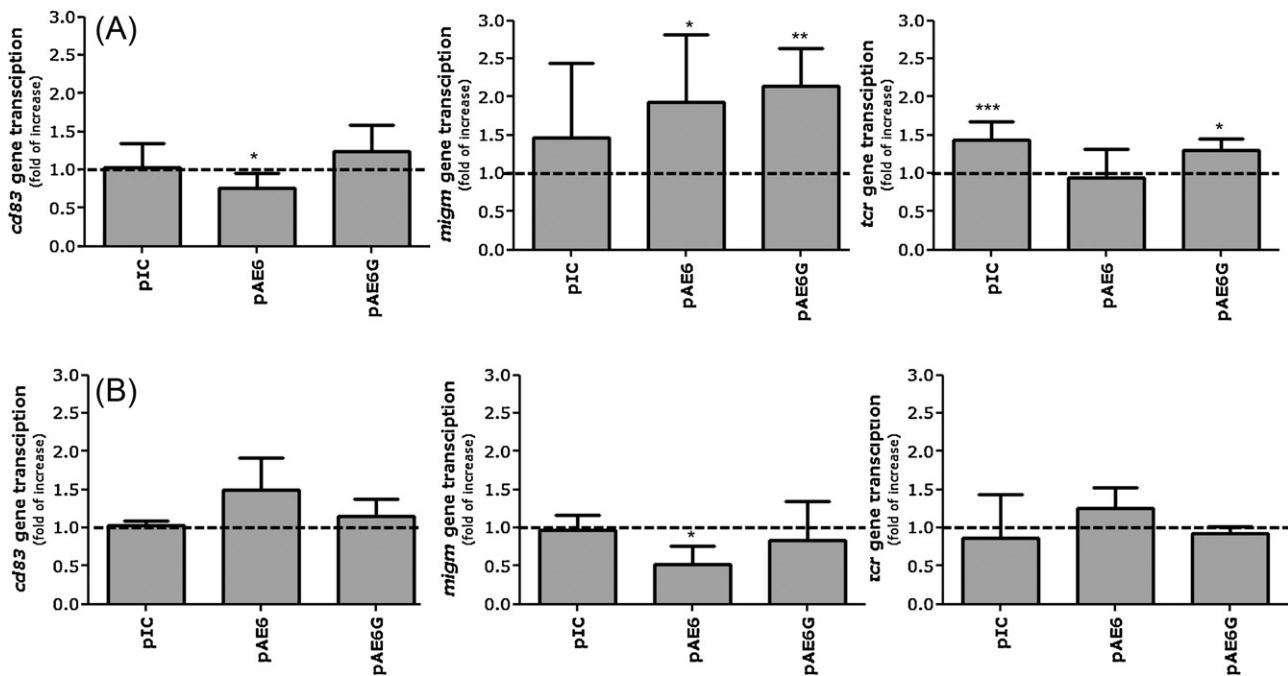 (A)
cd83 gene transcription
(fold of increase)
3.0
2.5
2.0
1.5
1.0
0.5
0.0
*
pIC
pAE6
pAE6G
migm gene transcription
(fold of increase)
3.0
2.5
2.0
1.5
1.0
0.5
0.0
*
**
pIC
pAE6
pAE6G
tcr gene transciption
(fold of increase)
3.0
2.5
2.0
1.5
1.0
0.5
0.0
***
*
pIC
pAE6
pAE6G
(B)
cd83 gene transcription
(fold of increase)
3.0
2.5
2.0
1.5
1.0
0.5
0.0
pIC
pAE6
pAE6G
migm gene transcription
(fold of increase)
3.0
2.5
2.0
1.5
1.0
0.5
0.0
*
pIC
pAE6
pAE6G
tcr gene transcription
(fold of increase)
3.0
2.5
2.0
1.5
1.0
0.5
0.0
pIC
pAE6
pAE6G